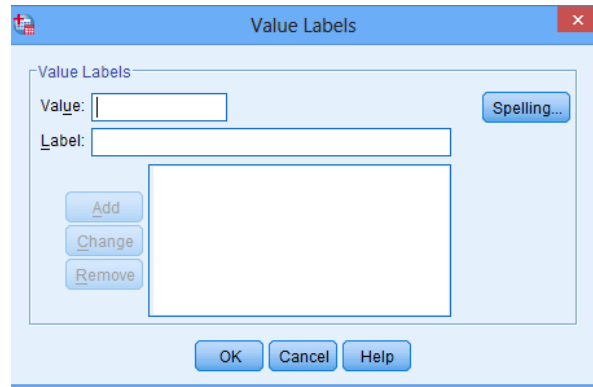 Value Labels
Value Labels
Value:
Spelling...
Label:
Add
Change
Remove
OK Cancel Help